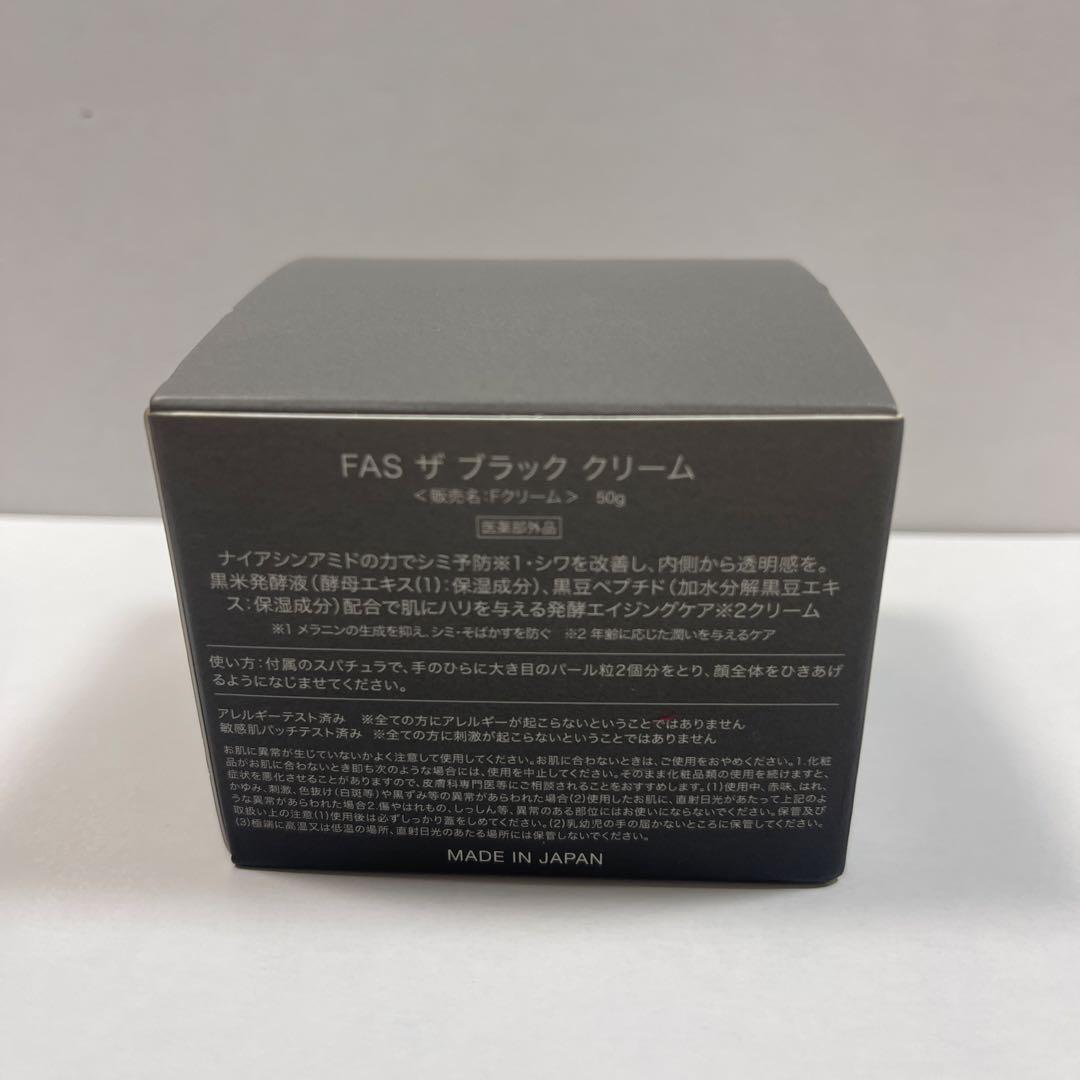 FAS ザ ブラック クリーム
<販売名:Fクリーム> 50g
医薬部外品
ナイアシンアミドの力でシミ予防※1・シワを改善し、内側から透明感を。
黒米発酵液(酵母エキス(1):保湿成分)、黒豆ペプチド(加水分解黒豆エキ
ス:保湿成分)配合で肌にハリを与える発酵エイジングケア※2クリーム
※1 メラニンの生成を抑え、シミ・そばかすを防ぐ ※2 年齢に応じた潤いを与えるケア
使い方:付属のスパチュラで、手のひらに大き目のパール粒2個分をとり、顔全体をひきあげ
るようになじませてください。
アレルギーテスト済み ※全ての方にアレルギーが起こらないということではありません
敏感肌パッチテスト済み ※全ての方に刺激が起こらないということではありません
お肌に異常が生じていないかよく注意して使用してください。お肌に合わないときは、ご使用をおやめください。1.化粧
品がお肌に合わないとき即ち次のような場合には、使用を中止してください。そのまま化粧品類の使用を続けますと、
症状を悪化させることがありますので、皮膚科専門医等にご相談されることをおすすめします。(1)使用中、赤味、はれ、
かゆみ、刺激、色抜け(白斑等)や黒ずみ等の異常があらわれた場合(2)使用したお肌に、直射日光があたって上記のよ
うな異常があらわれた場合2.傷やはれもの、しっしん等、異常のある部位にはお使いにならないでください。保管及び
取扱い上の注意(1)使用後は必ずしっかり蓋をしめてください。(2)乳幼児の手の届かないところに保管してください。
(3)極端に高温又は低温の場所、直射日光のあたる場所には保管しないでください。
MADE IN JAPAN